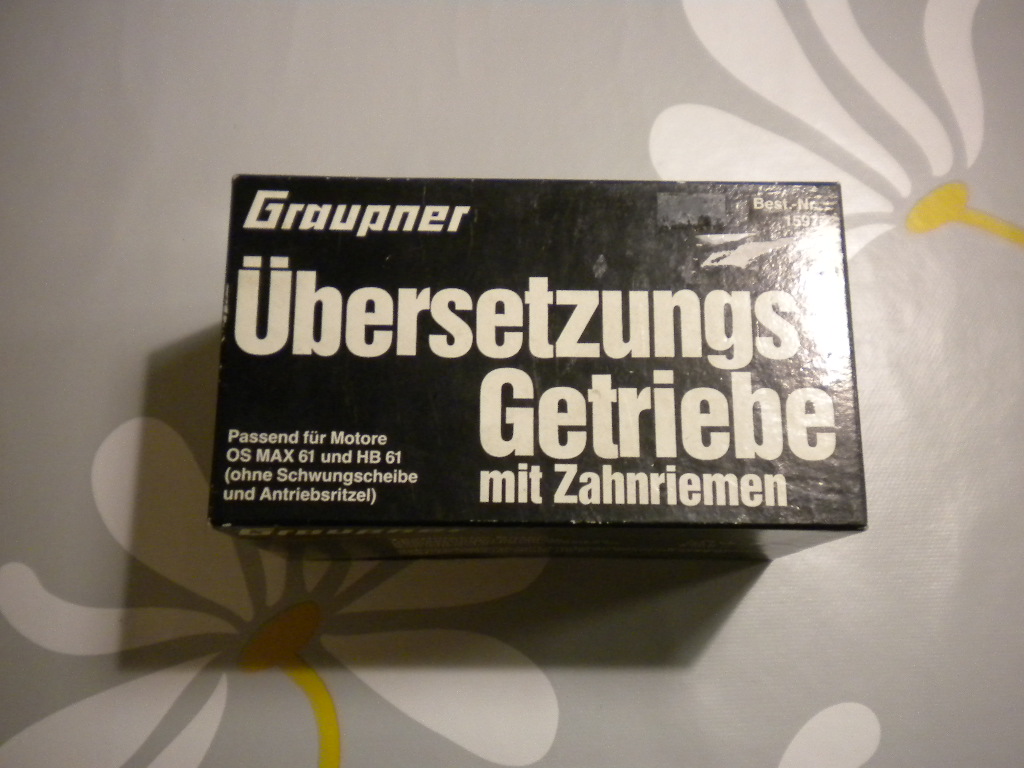 Graupner
Best.-Nr.
Übersetzungs
Getriebe
mit Zahnriemen
Passend für Motore
OS MAX 61 und HB 61
(ohne Schwungscheibe
und Antriebsritzel)